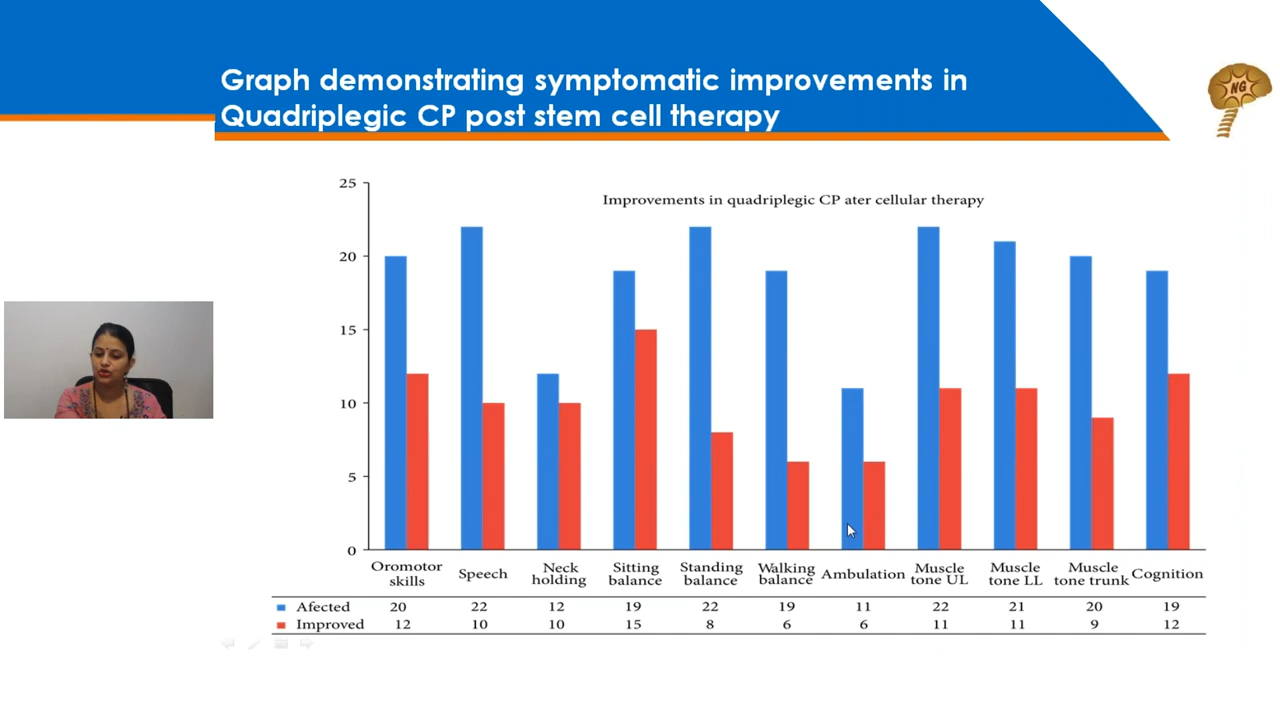 Graph demonstrating symptomatic improvements in
Quadriplegic CP post stem cell therapy
NG
Improvements in quadriplegic CP ater cellular therapy
25
20
15
10
5
0
Oromotor skills
Speech
Neck holding
Sitting balance
Standing balance
Walking balance
Ambulation
Muscle tone UL
Muscle tone LL
Muscle tone trunk
Cognition
Afected 20 22 12 19 22 19 11 22 21 20 19
Improved 12 10 10 15 8 6 6 11 11 9 12